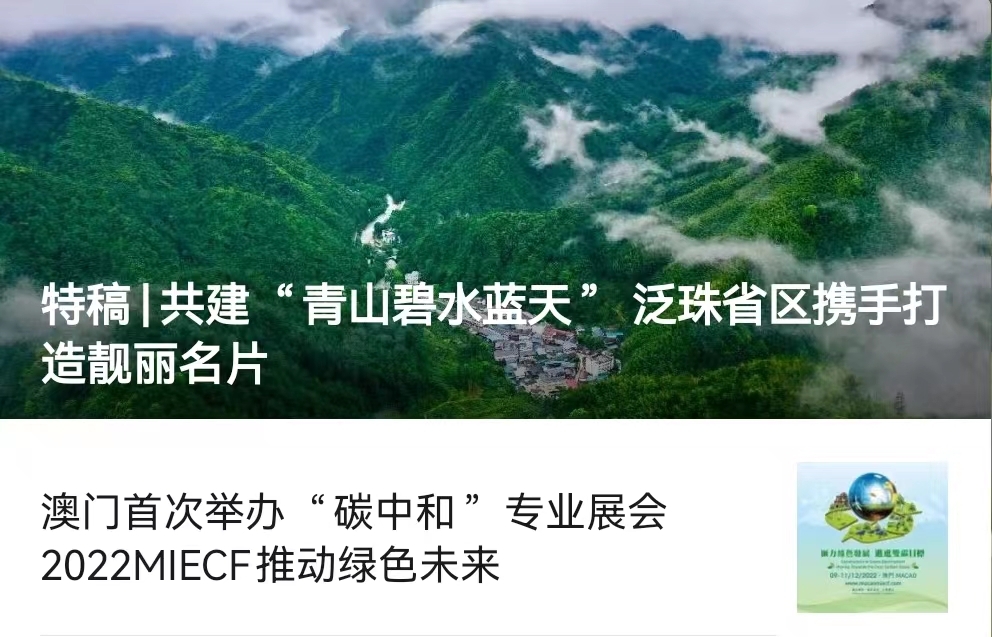 特稿|共建“青山碧水蓝天” 泛珠省区携手打
造靓丽名片
澳门首次举办“碳中和”专业展会
2022MIECF推动绿色未来
09-11/12/2022 · 澳門 MACAO
www.macaomiecf.com